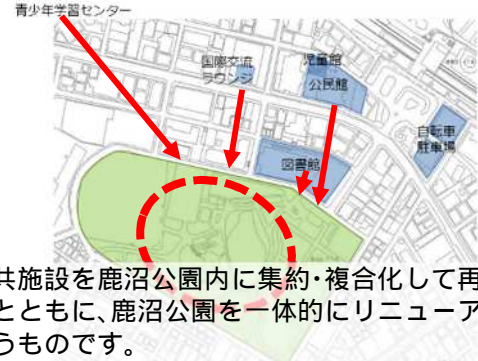 青少年学習センター
国際交流
ラウンジ
児童館
公民館
自転車
駐車場
図書館
共施設を鹿沼公園内に集約・複合化して再
とともに、鹿沼公園を一体的にリニューア
うものです。